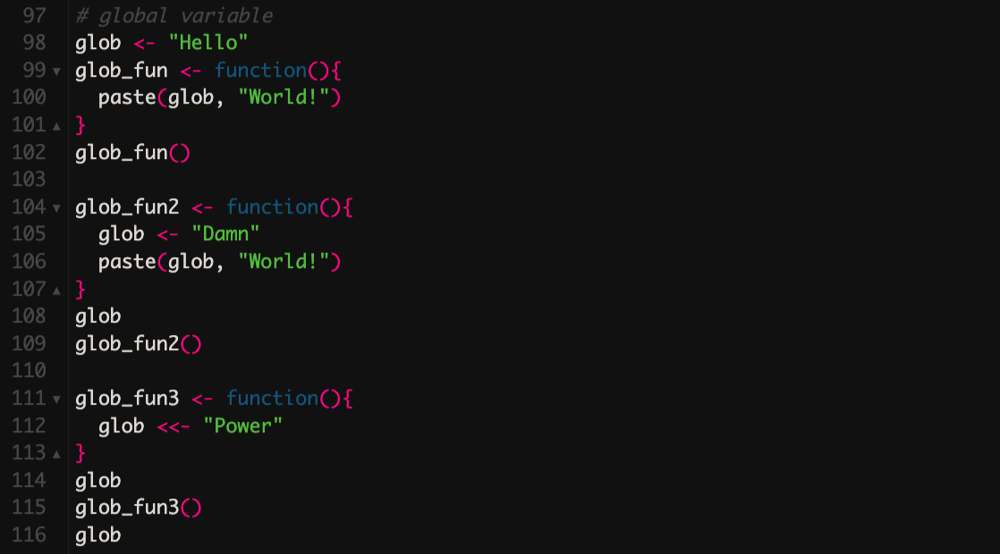 97 # global variable
98 glob <- "Hello"
99 glob_fun <- function(){
100   paste(glob, "World!")
101 }
102 glob_fun()
103
104 glob_fun2 <- function(){
105   glob <- "Damn"
106   paste(glob, "World!")
107 }
108 glob
109 glob_fun2()
110
111 glob_fun3 <- function(){
112   glob <<- "Power"
113 }
114 glob
115 glob_fun3()
116 glob